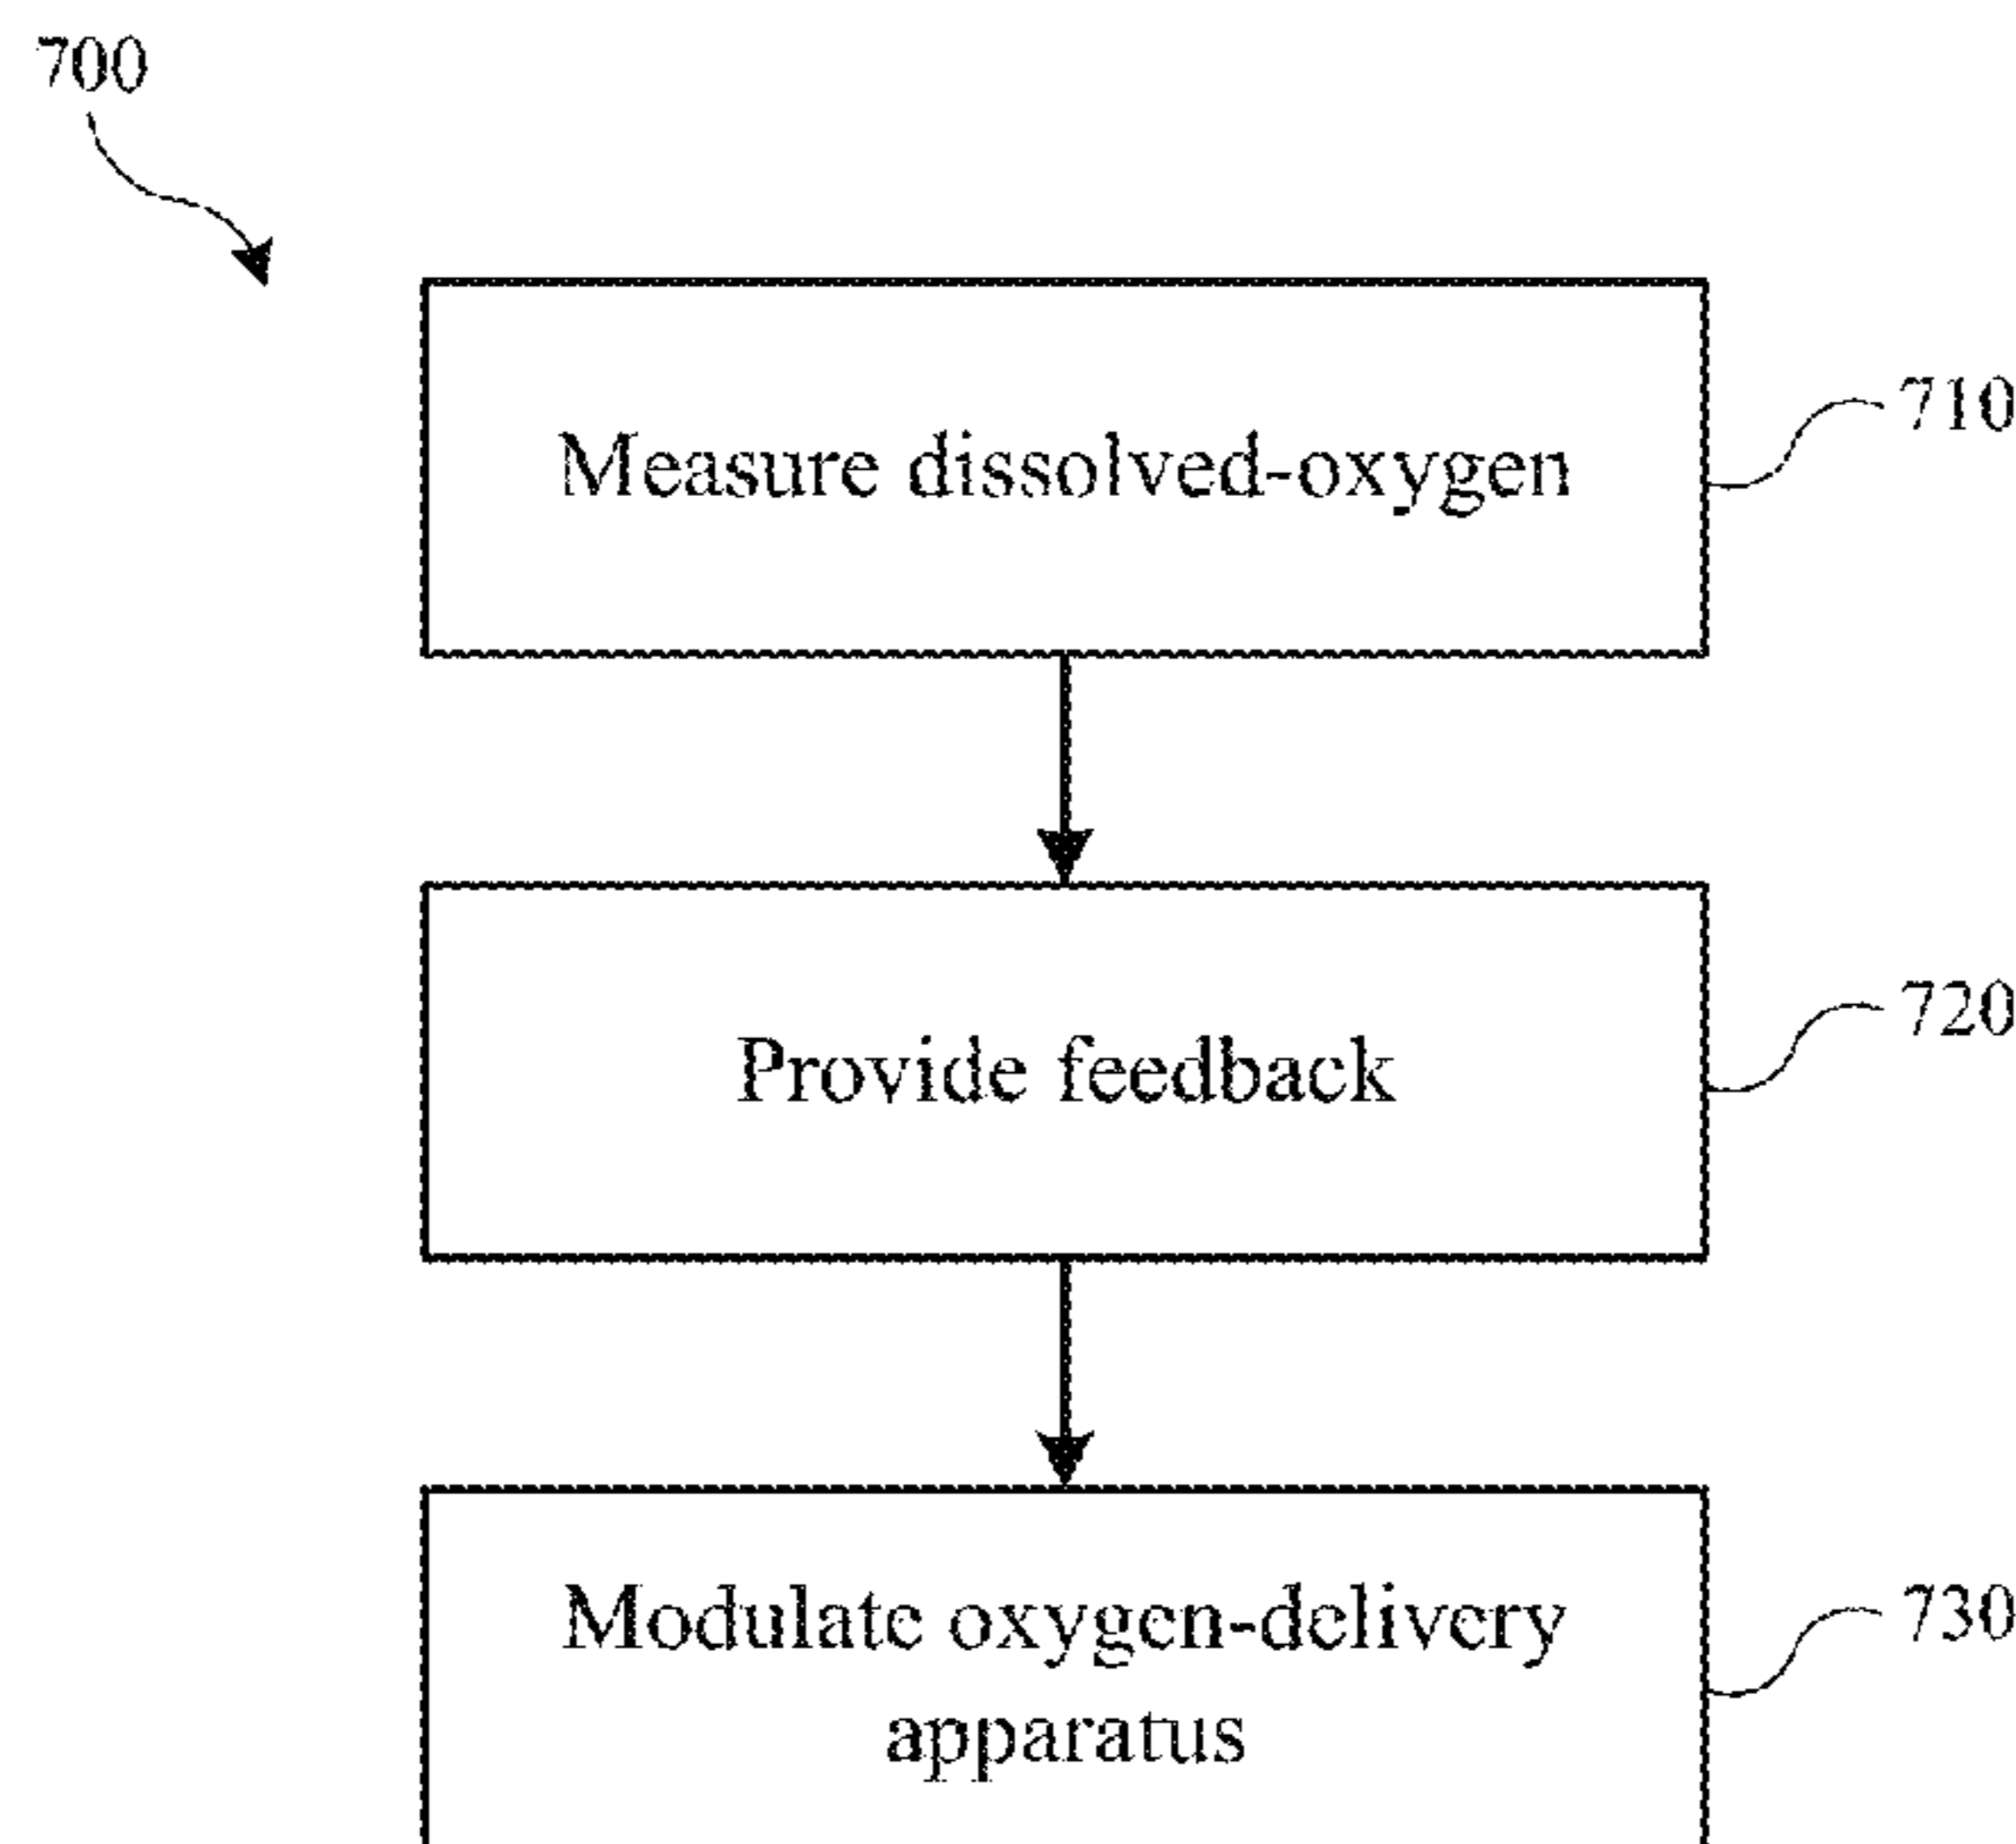 700
710
Measure dissolved-oxygen
720
Provide feedback
730
Modulate oxygen-delivery
apparatus